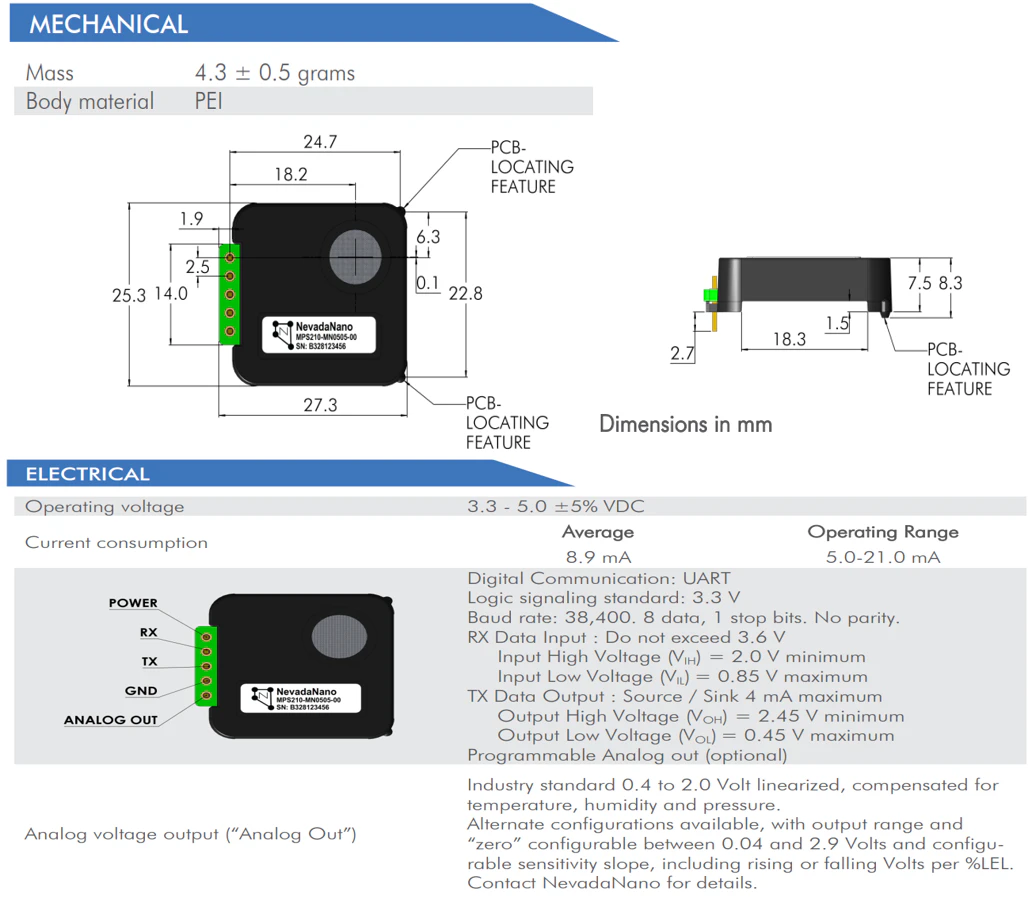 MECHANICAL
Mass 4.3 ± 0.5 grams
Body material PEI
24.7
18.2
PCB-
LOCATING
FEATURE
1.9
6.3
2.5
0.1
25.3
14.0
22.8
NevadaNano
MPS210-MN0505-00
SN: B328123456
27.3
PCB-
LOCATING
FEATURE
7.5
8.3
1.5
18.3
2.7
PCB-
LOCATING
FEATURE
Dimensions in mm
ELECTRICAL
Operating voltage 3.3 - 5.0 ±5% VDC
Current consumption
Average Operating Range
8.9 mA 5.0-21.0 mA
POWER
RX
TX
GND
ANALOG OUT
NevadaNano
MPS210-MN0505-00
SN: B328123456
Digital Communication: UART
Logic signaling standard: 3.3 V
Baud rate: 38,400. 8 data, 1 stop bits. No parity.
RX Data Input : Do not exceed 3.6 V
Input High Voltage (VIH) = 2.0 V minimum
Input Low Voltage (VIL) = 0.85 V maximum
TX Data Output : Source / Sink 4 mA maximum
Output High Voltage (VOH) = 2.45 V minimum
Output Low Voltage (VOL) = 0.45 V maximum
Programmable Analog out (optional)
Analog voltage output (“Analog Out”)
Industry standard 0.4 to 2.0 Volt linearized, compensated for
temperature, humidity and pressure.
Alternate configurations available, with output range and
“zero” configurable between 0.04 and 2.9 Volts and configu-
rable sensitivity slope, including rising or falling Volts per %LEL.
Contact NevadaNano for details.